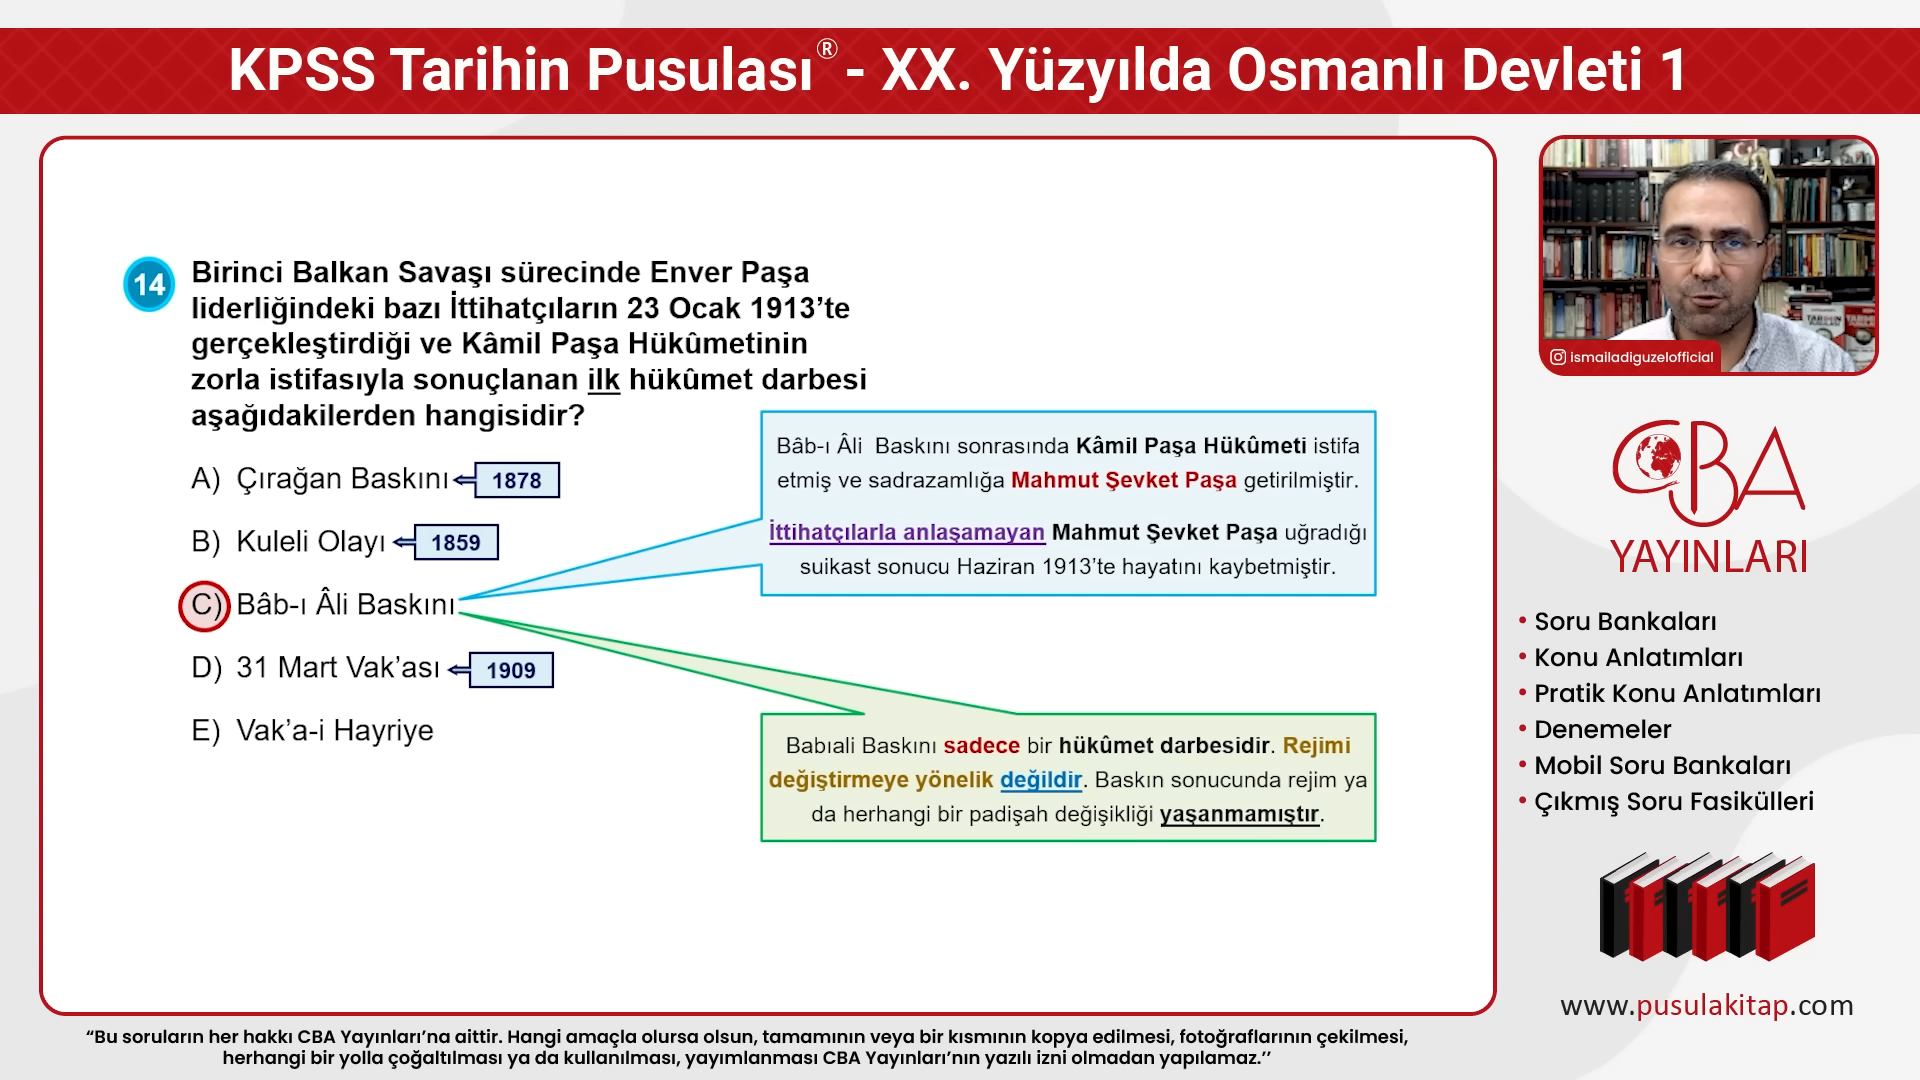 KPSS Tarihin Pusulası® - XX. Yüzyılda Osmanlı Devleti 1
14
Birinci Balkan Savaşı sürecinde Enver Paşa
liderliğindeki bazı İttihatçıların 23 Ocak 1913’te
gerçekleştirdiği ve Kâmil Paşa Hükûmetinin
zorla istifasıyla sonuçlanan ilk hükûmet darbesi
aşağıdakilerden hangisidir?
A) Çırağan Baskını
1878
B) Kuleli Olayı
1859
C) Bâb-ı Âli Baskını
D) 31 Mart Vak’ası
1909
E) Vak’a-i Hayriye
Bâb-ı Âli Baskını sonrasında Kâmil Paşa Hükûmeti istifa
etmiş ve sadrazamlığa Mahmut Şevket Paşa getirilmiştir.
İttihatçılarla anlaşamayan Mahmut Şevket Paşa uğradığı
suikast sonucu Haziran 1913’te hayatını kaybetmiştir.
Babıali Baskını sadece bir hükûmet darbesidir. Rejimi
değiştirmeye yönelik değildir. Baskın sonucunda rejim ya
da herhangi bir padişah değişikliği yaşanmamıştır.
ismailadiguzelofficial
CBA
YAYINLARI
• Soru Bankaları
• Konu Anlatımları
• Pratik Konu Anlatımları
• Denemeler
• Mobil Soru Bankaları
• Çıkmış Soru Fasikülleri
www.pusulakitap.com
“Bu soruların her hakkı CBA Yayınları’na aittir. Hangi amaçla olursa olsun, tamamının veya bir kısmının kopya edilmesi, fotoğraflarının çekilmesi,
herhangi bir yolla çoğaltılması ya da kullanılması, yayımlanması CBA Yayınları’nın yazılı izni olmadan yapılamaz.’’